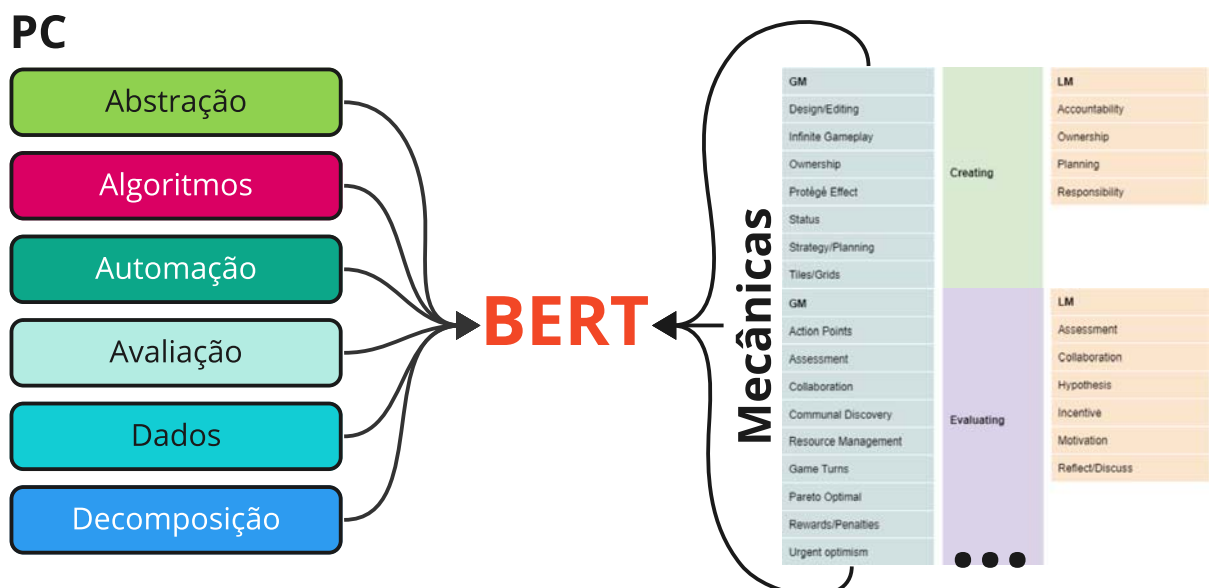 PC
Abstração
Algoritmos
Automação
Avaliação
Dados
Decomposição
BERT
Mecânicas
GM
Design/Editing
Infinite Gameplay
Ownership
Protégé Effect
Status
Strategy/Planning
Tiles/Grids
Creating
LM
Accountability
Ownership
Planning
Responsibility
GM
Action Points
Assessment
Collaboration
Communal Discovery
Resource Management
Game Turns
Pareto Optimal
Rewards/Penalties
Urgent optimism
Evaluating
LM
Assessment
Collaboration
Hypothesis
Incentive
Motivation
Reflect/Discuss